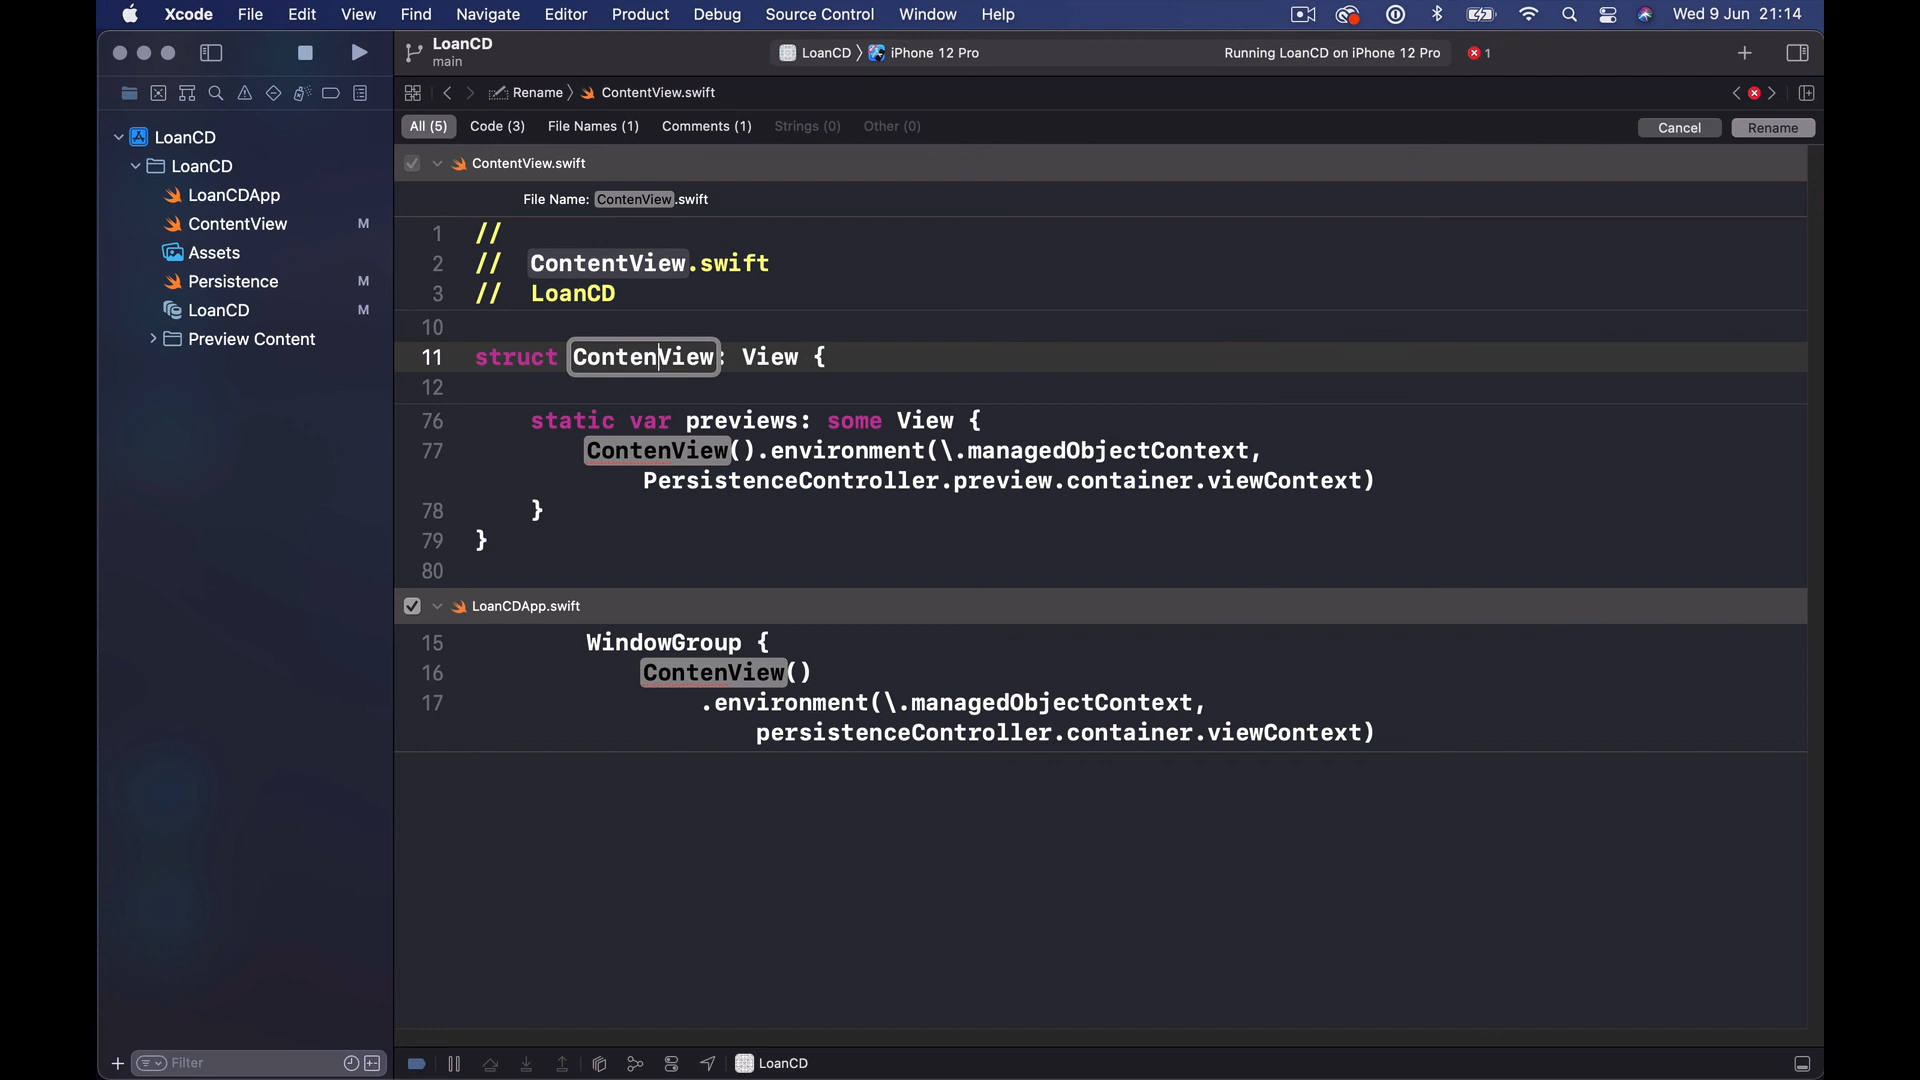 Xcode File Edit View Find Navigate Editor Product Debug Source Control Window Help Wed 9 Jun 21:14
LoanCD
main
LoanCD iPhone 12 Pro
Running LoanCD on iPhone 12 Pro
1
Rename ContentView.swift
All (5) Code (3) File Names (1) Comments (1) Strings (0) Other (0) Cancel Rename
LoanCD
LoanCD
LoanCDApp
ContentView M
Assets
Persistence M
LoanCD M
Preview Content
Filter
ContentView.swift
File Name: ContenView.swift
1 //
2 // ContentView.swift
3 // LoanCD
10
11 struct ContenView: View {
12
76 static var previews: some View {
77 ContenView().environment(\.managedObjectContext,
PersistenceController.preview.container.viewContext)
78 }
79 }
80
LoanCDApp.swift
15 WindowGroup {
16 ContenView()
17 .environment(\.managedObjectContext,
persistenceController.container.viewContext)
LoanCD